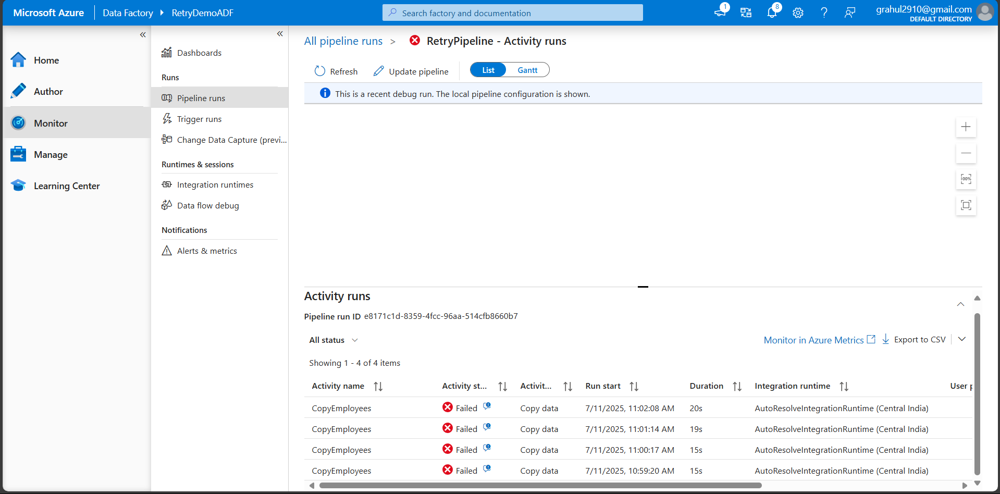 Microsoft Azure
Data Factory
RetryDemoADF
Search factory and documentation
1
8
grahul2910@gmail.com
DEFAULT DIRECTORY
Home
Author
Monitor
Manage
Learning Center
Dashboards
Runs
Pipeline runs
Trigger runs
Change Data Capture (previ...
Runtimes & sessions
Integration runtimes
Data flow debug
Notifications
Alerts & metrics
All pipeline runs > RetryPipeline - Activity runs
Refresh
Update pipeline
List
Gantt
This is a recent debug run. The local pipeline configuration is shown.
100%
Activity runs
Pipeline run ID e8171c1d-8359-4fcc-96aa-514cfb8660b7
All status
Monitor in Azure Metrics
Export to CSV
Showing 1 - 4 of 4 items
Activity name Activity st... Activit... Run start Duration Integration runtime User p
CopyEmployees Failed Copy data 7/11/2025, 11:02:08 AM 20s AutoResolveIntegrationRuntime (Central India)
CopyEmployees Failed Copy data 7/11/2025, 11:01:14 AM 19s AutoResolveIntegrationRuntime (Central India)
CopyEmployees Failed Copy data 7/11/2025, 11:00:17 AM 15s AutoResolveIntegrationRuntime (Central India)
CopyEmployees Failed Copy data 7/11/2025, 10:59:20 AM 15s AutoResolveIntegrationRuntime (Central India)